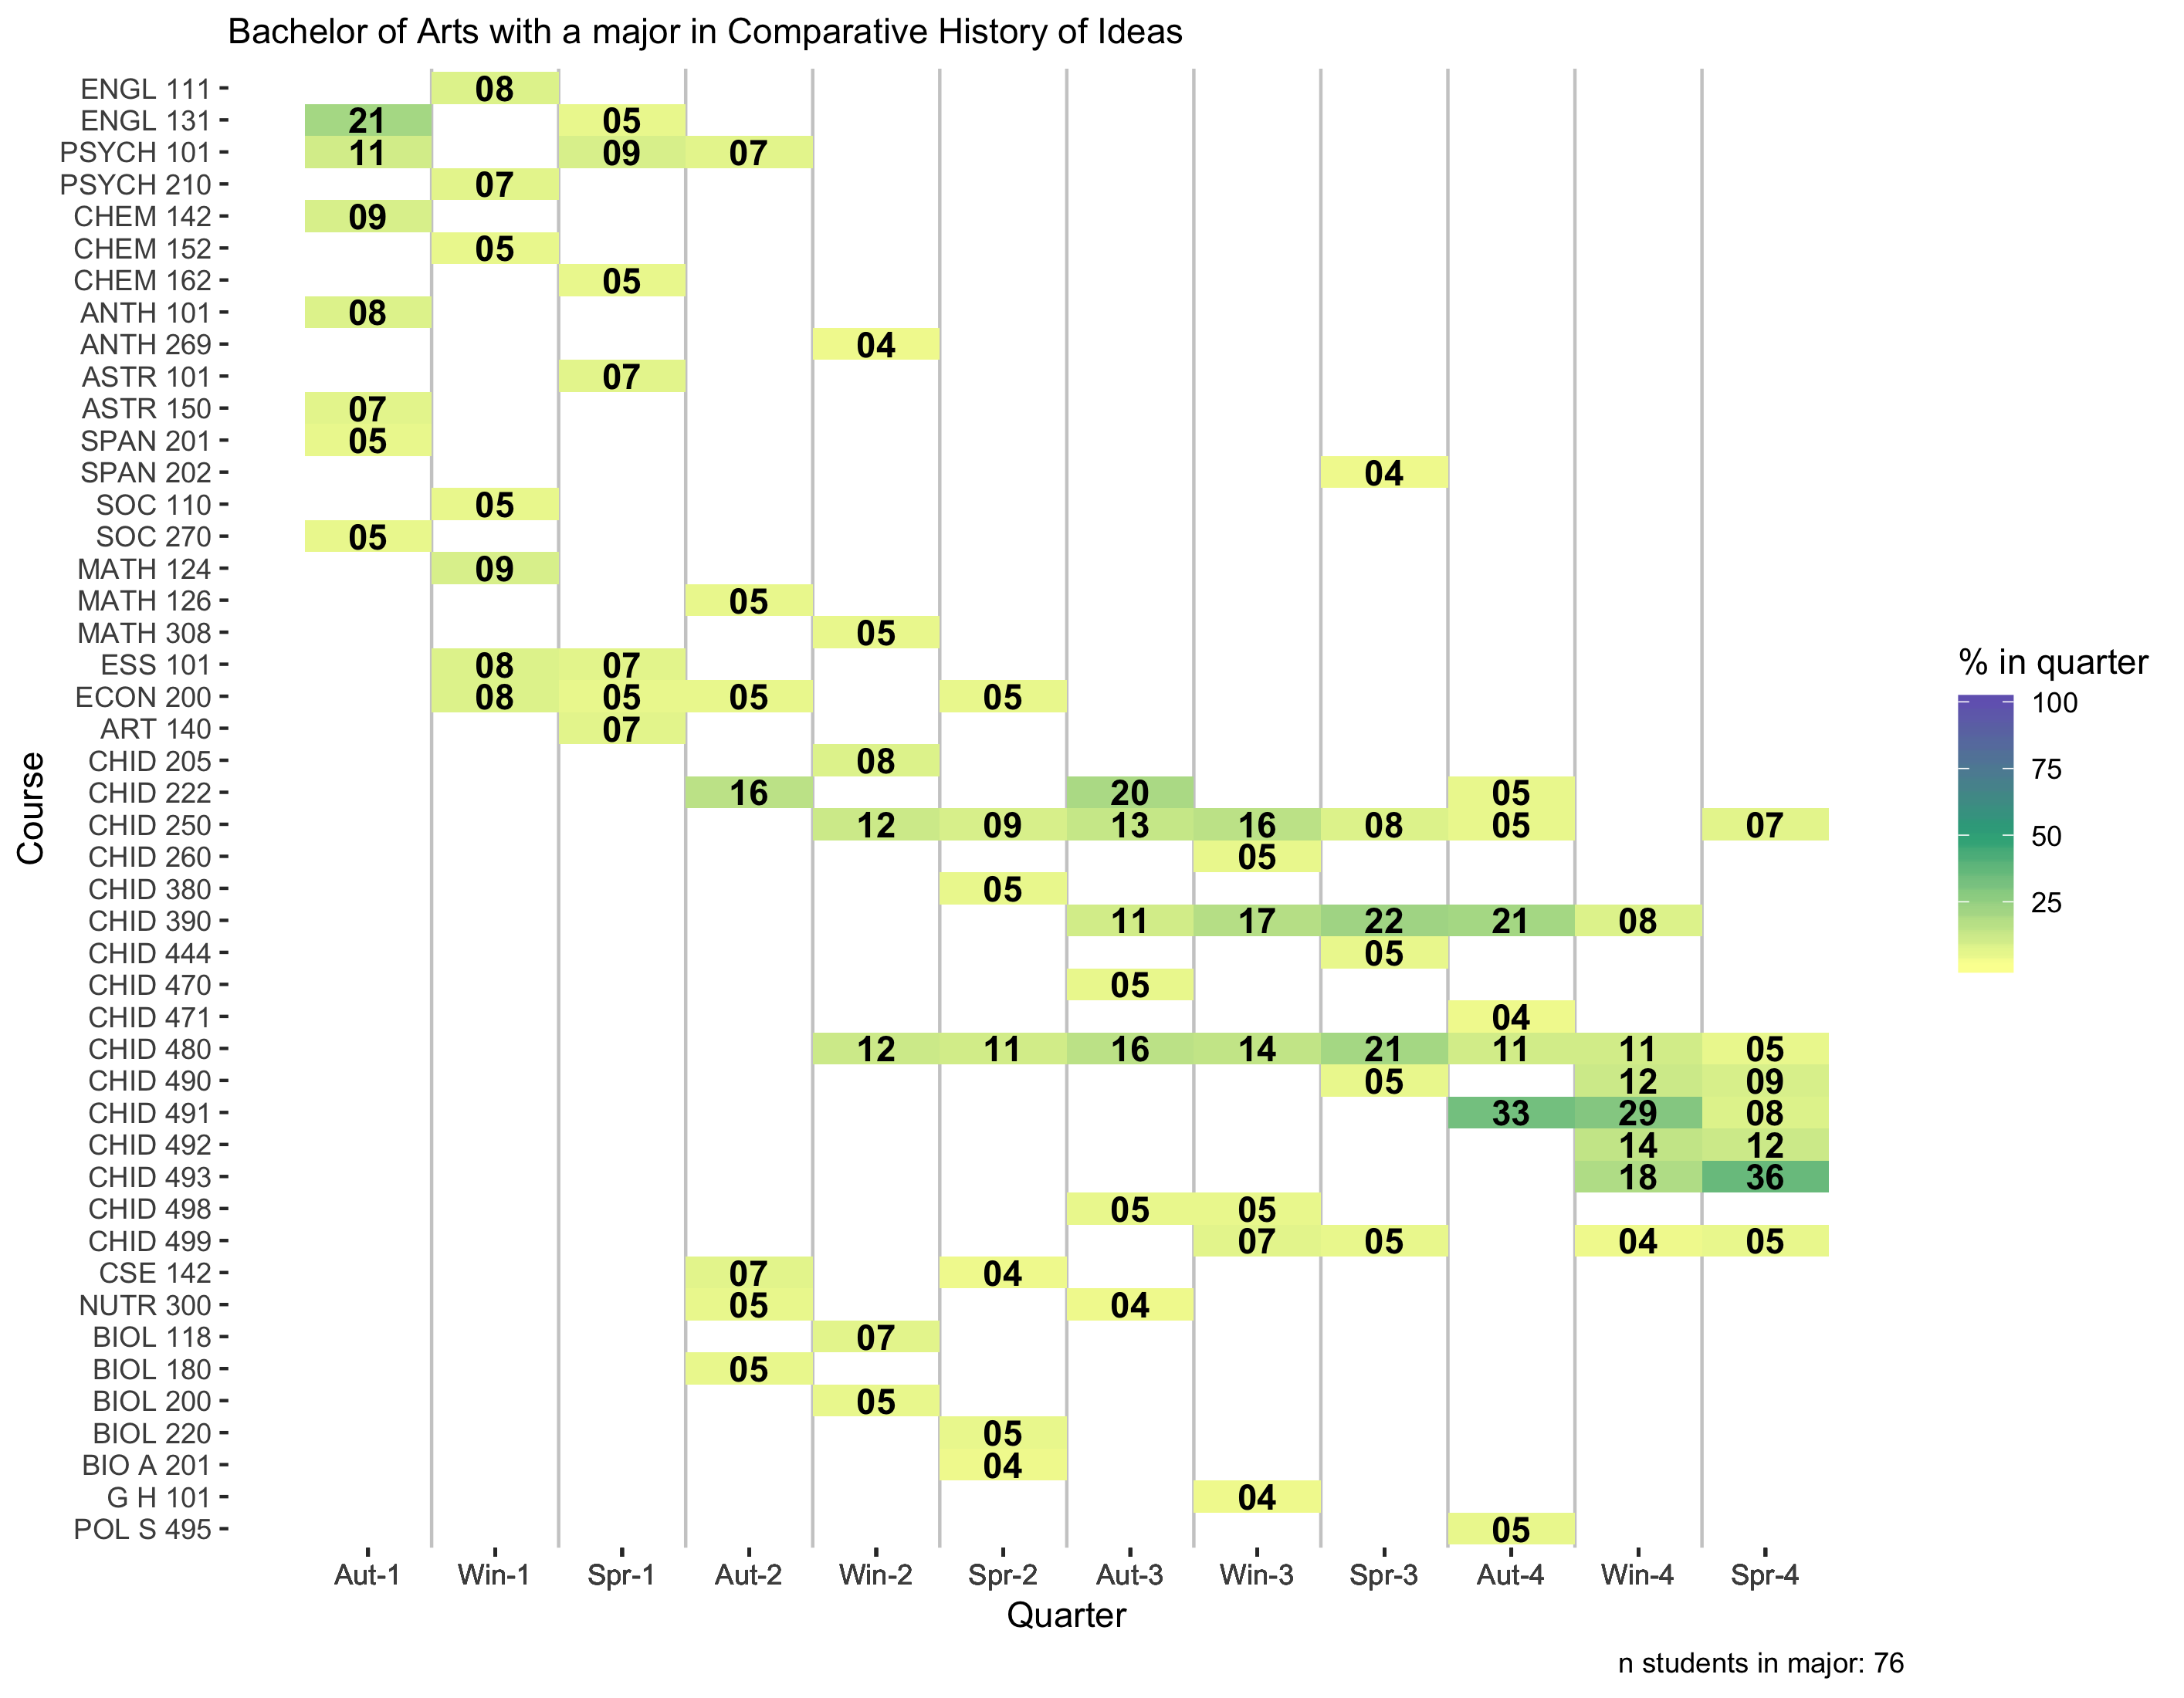 Bachelor of Arts with a major in Comparative History of Ideas
ENGL 111 08
ENGL 131 21 05
PSYCH 101 11 09 07
PSYCH 210 07
CHEM 142 09
CHEM 152 05
CHEM 162 05
ANTH 101 08
ANTH 269 04
ASTR 101 07
ASTR 150 07
SPAN 201 05
SPAN 202 04
SOC 110 05
SOC 270 05
MATH 124 09
MATH 126 05
MATH 308 05
ESS 101 08 07
ECON 200 08 05 05 05
ART 140 07
CHID 205 08
CHID 222 16 20 05
CHID 250 12 09 13 16 08 05 07
CHID 260 05
CHID 380 05
CHID 390 11 17 22 21 08
CHID 444 05
CHID 470 05
CHID 471 04
CHID 480 12 11 16 14 21 11 11 05
CHID 490 05 12 09
CHID 491 33 29 08
CHID 492 14 12
CHID 493 18 36
CHID 498 05 05
CHID 499 07 05 04 05
CSE 142 07 04
NUTR 300 05 04
BIOL 118 07
BIOL 180 05
BIOL 200 05
BIOL 220 05
BIO A 201 04
G H 101 04
POL S 495 05
Course
Aut-1 Win-1 Spr-1 Aut-2 Win-2 Spr-2 Aut-3 Win-3 Spr-3 Aut-4 Win-4 Spr-4
Quarter
% in quarter
100
75
50
25
n students in major: 76